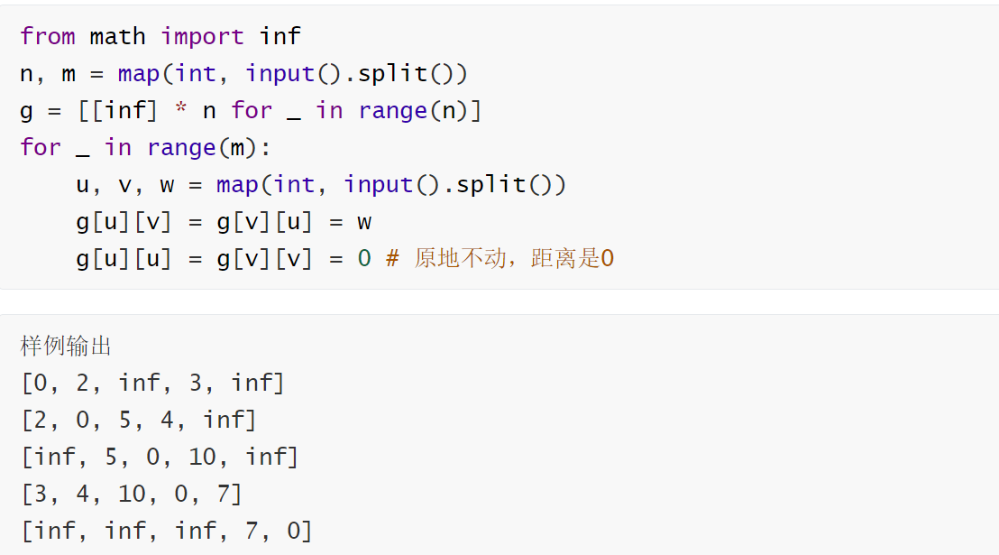 from math import inf
n, m = map(int, input().split())
g = [[inf] * n for _ in range(n)]
for _ in range(m):
    u, v, w = map(int, input().split())
    g[u][v] = g[v][u] = w
    g[u][u] = g[v][v] = 0 # 原地不动，距离是0
样例输出
[0, 2, inf, 3, inf]
[2, 0, 5, 4, inf]
[inf, 5, 0, 10, inf]
[3, 4, 10, 0, 7]
[inf, inf, inf, 7, 0]